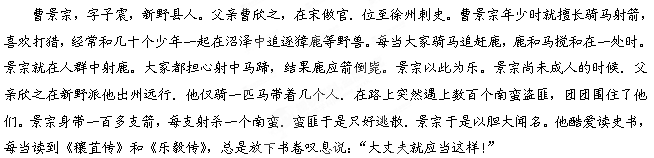 曹景宗，字子震，新野县人。父亲曹欣之，在宋做官．位至徐州刺史。曹景宗年少时就擅长骑马射箭，
喜欢打猎，经常和几十个少年一起在沼泽中追逐獐鹿等野兽。每当大家骑马追赶鹿，鹿和马搅和在一处时。
景宗就在人群中射鹿。大家都担心射中马蹄，结果鹿应箭倒毙。景宗以此为乐。景宗尚未成人的时候．父
亲欣之在新野派他出州远行．他仅骑一匹马带着几个人．在路上突然遇上数百个南蛮盗匪，团团围住了他
们。景宗身带一百多支箭，每支射杀一个南蛮．蛮匪于是只好逃散．景宗于是以胆大闻名。他酷爱读史书，
每当读到《穰苴传》和《乐毅传》，总是放下书卷叹息说：“大丈夫就应当这样！”